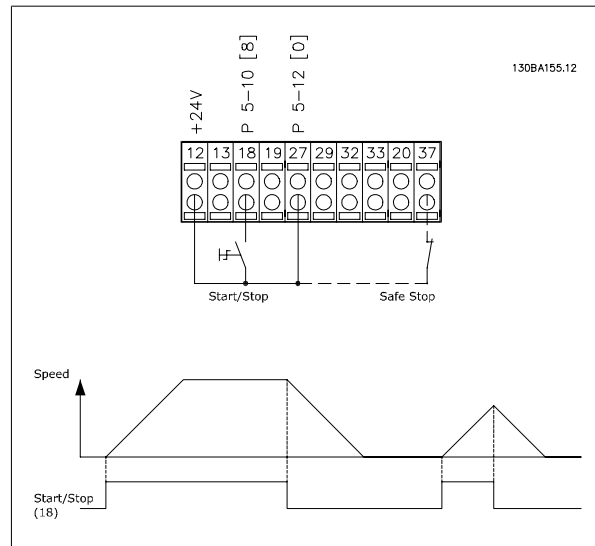 130BA155.12
+24V
P 5-10 [8]
P 5-12 [0]
12 13 18 19 27 29 32 33 20 37
Start/Stop
Safe Stop
Speed
Start/Stop
(18)